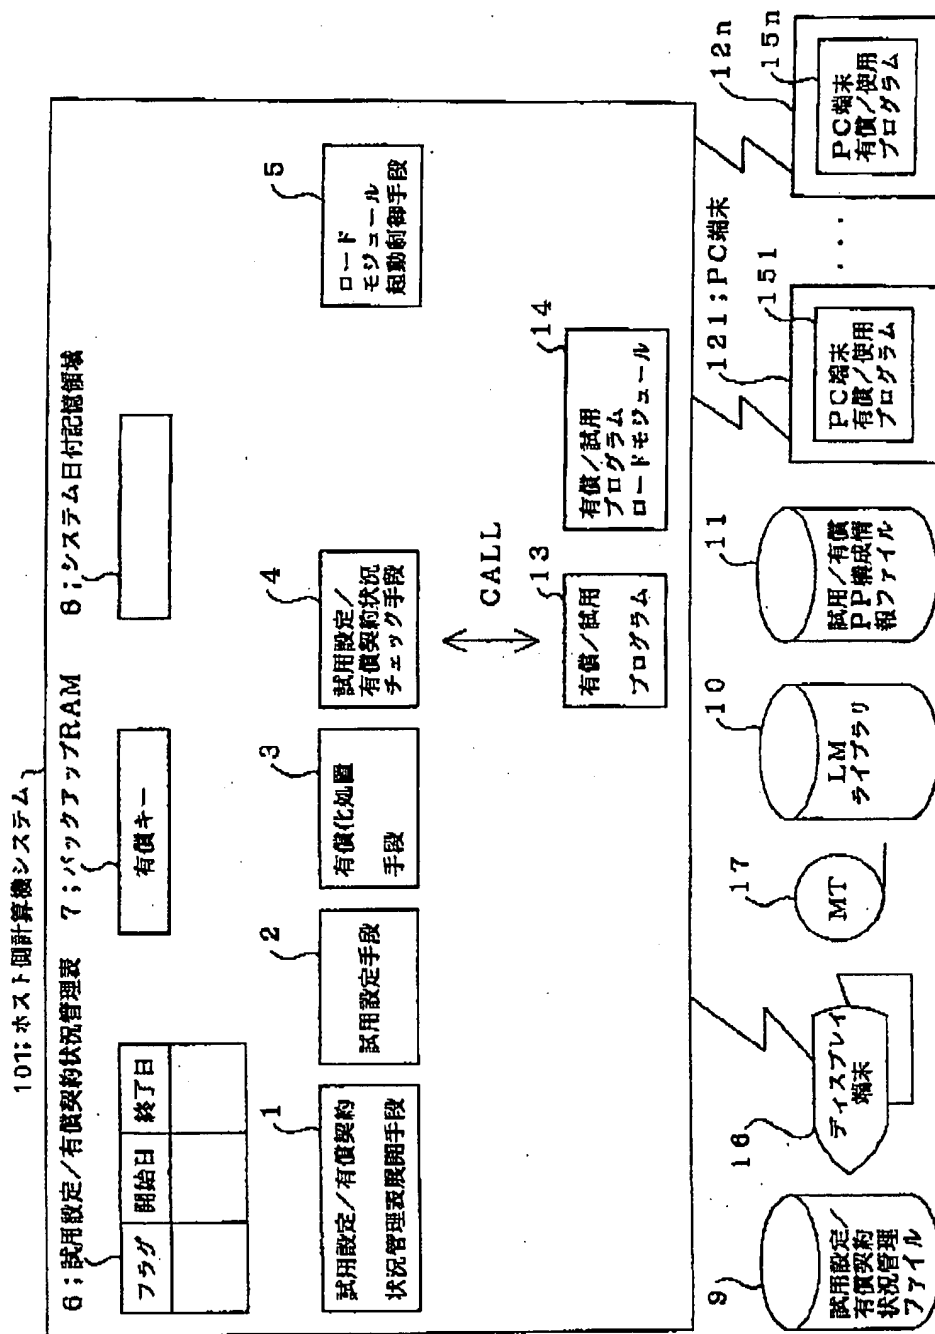 101;ホスト側計算機システム
6;試用設定/有償契約状況管理表
7;バックアップRAM
8;システム日付記憶領域
フラグ
開始日
終了日
有償キー
1
試用設定/有償契約
状況管理表展開手段
2
試用設定手段
3
有償化処置
手段
4
試用設定/
有償契約状況
チェック手段
5
ロード
モジュール
起動制御手段
CALL
13
有償/試用
プログラム
14
有償/試用
プログラム
ロードモジュール
9
試用設定/
有償契約
状況管理
ファイル
16
ディスプレイ
端末
17
MT
10
LM
ライブラリ
11
試用/有償
PP構成情
報ファイル
121;PC端末
151
PC端末
有償/使用
プログラム
...
12n
15n
PC端末
有償/使用
プログラム